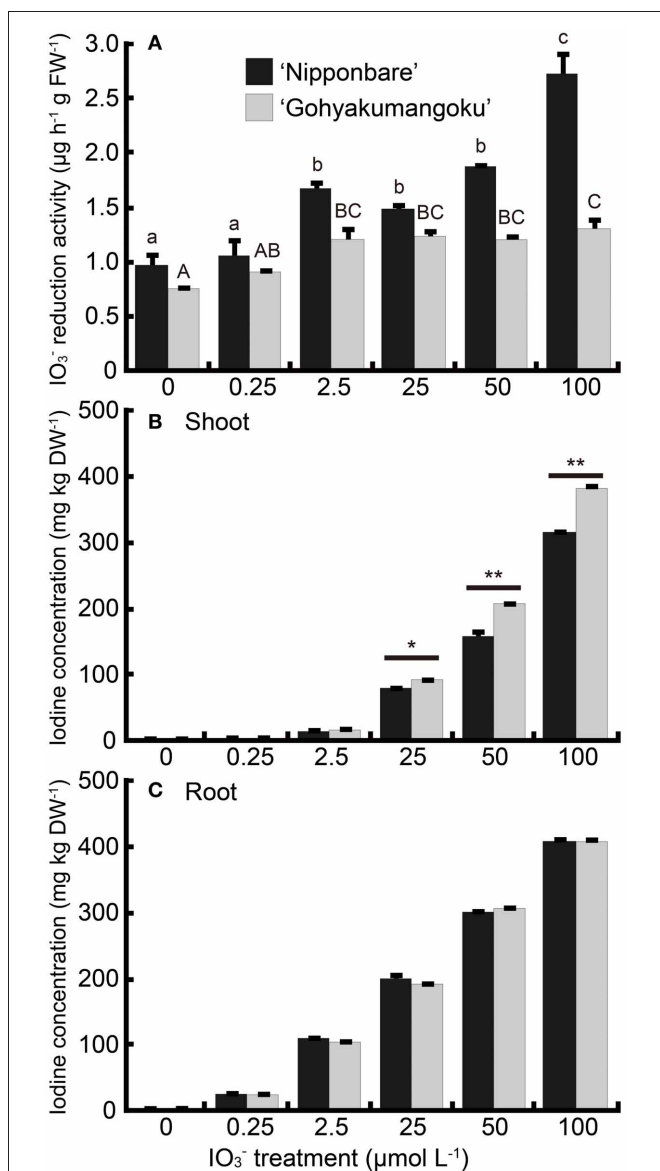 A
'Nipponbare'
'Gohyakumangoku'
IO₃⁻ reduction activity (µg h⁻¹ g FW⁻¹)
3.0
2.5
2.0
1.5
1.0
0.5
0
a A a AB b BC b BC b BC c C
0 0.25 2.5 25 50 100
B Shoot
Iodine concentration (mg kg DW⁻¹)
500
400
300
200
100
0
* ** **
0 0.25 2.5 25 50 100
C Root
Iodine concentration (mg kg DW⁻¹)
500
400
300
200
100
0
0 0.25 2.5 25 50 100
IO₃⁻ treatment (µmol L⁻¹)